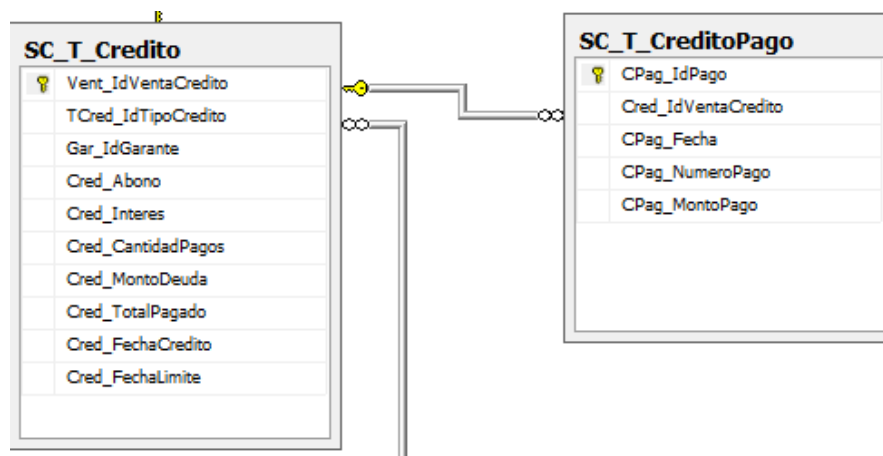 SC_T_Credito
Vent_IdVentaCredito
TCred_IdTipoCredito
Gar_IdGarante
Cred_Abono
Cred_Interes
Cred_CantidadPagos
Cred_MontoDeuda
Cred_TotalPagado
Cred_FechaCredito
Cred_FechaLimite
SC_T_CreditoPago
CPag_IdPago
Cred_IdVentaCredito
CPag_Fecha
CPag_NumeroPago
CPag_MontoPago